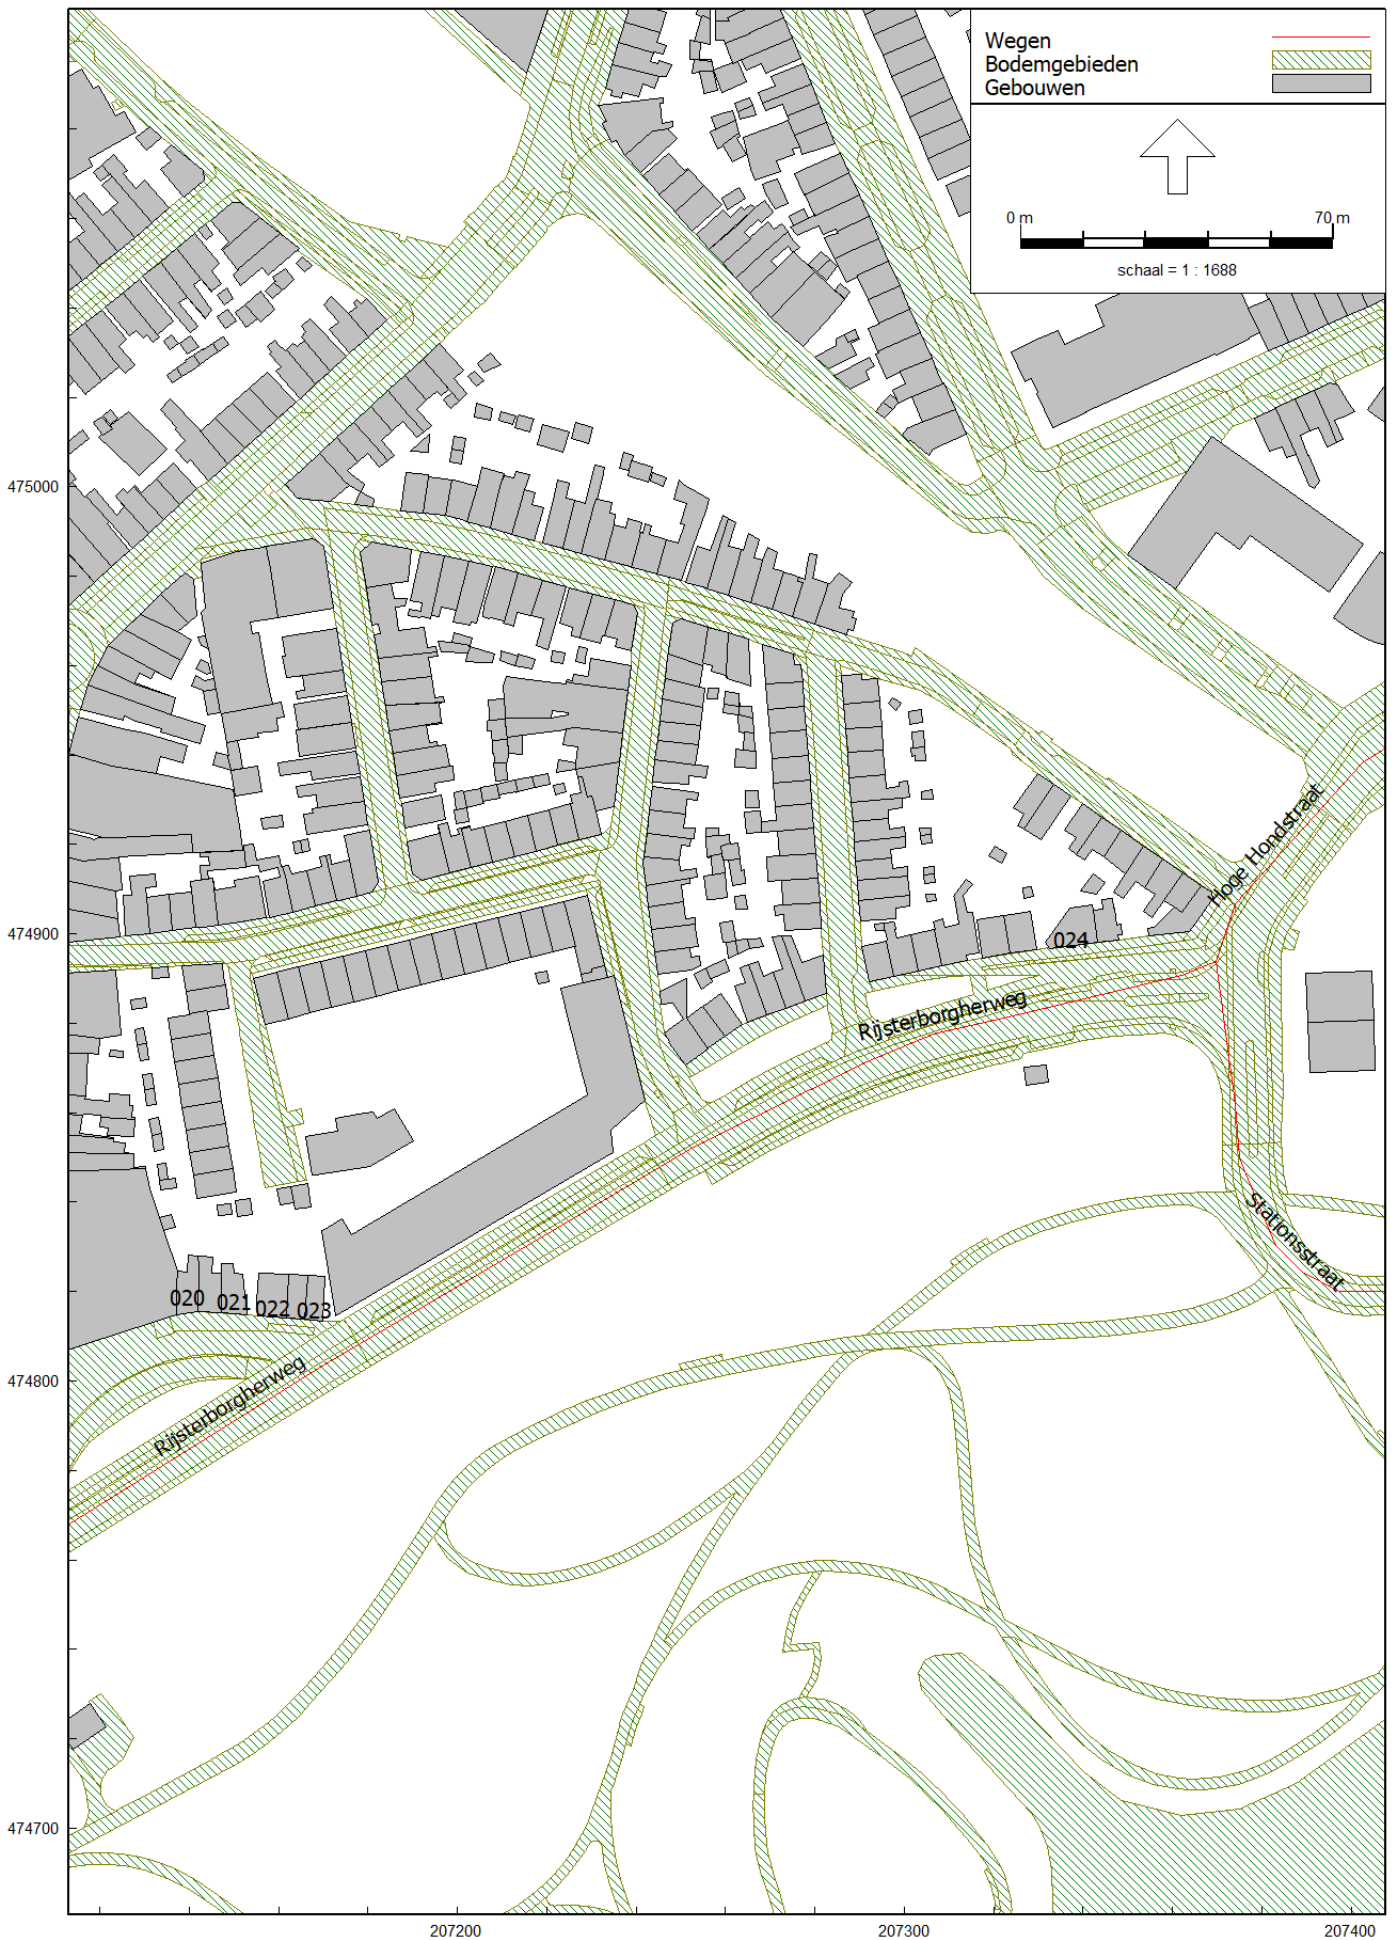 Wegen
Bodemgebieden
Gebouwen
0 m 70 m
schaal = 1 : 1688
475000
Hoge Hondstraat
474900
024
Rijsterborgherweg
Stationsstraat
020 021 022 023
Rijsterborgherweg
474800
474700
207200 207300 207400